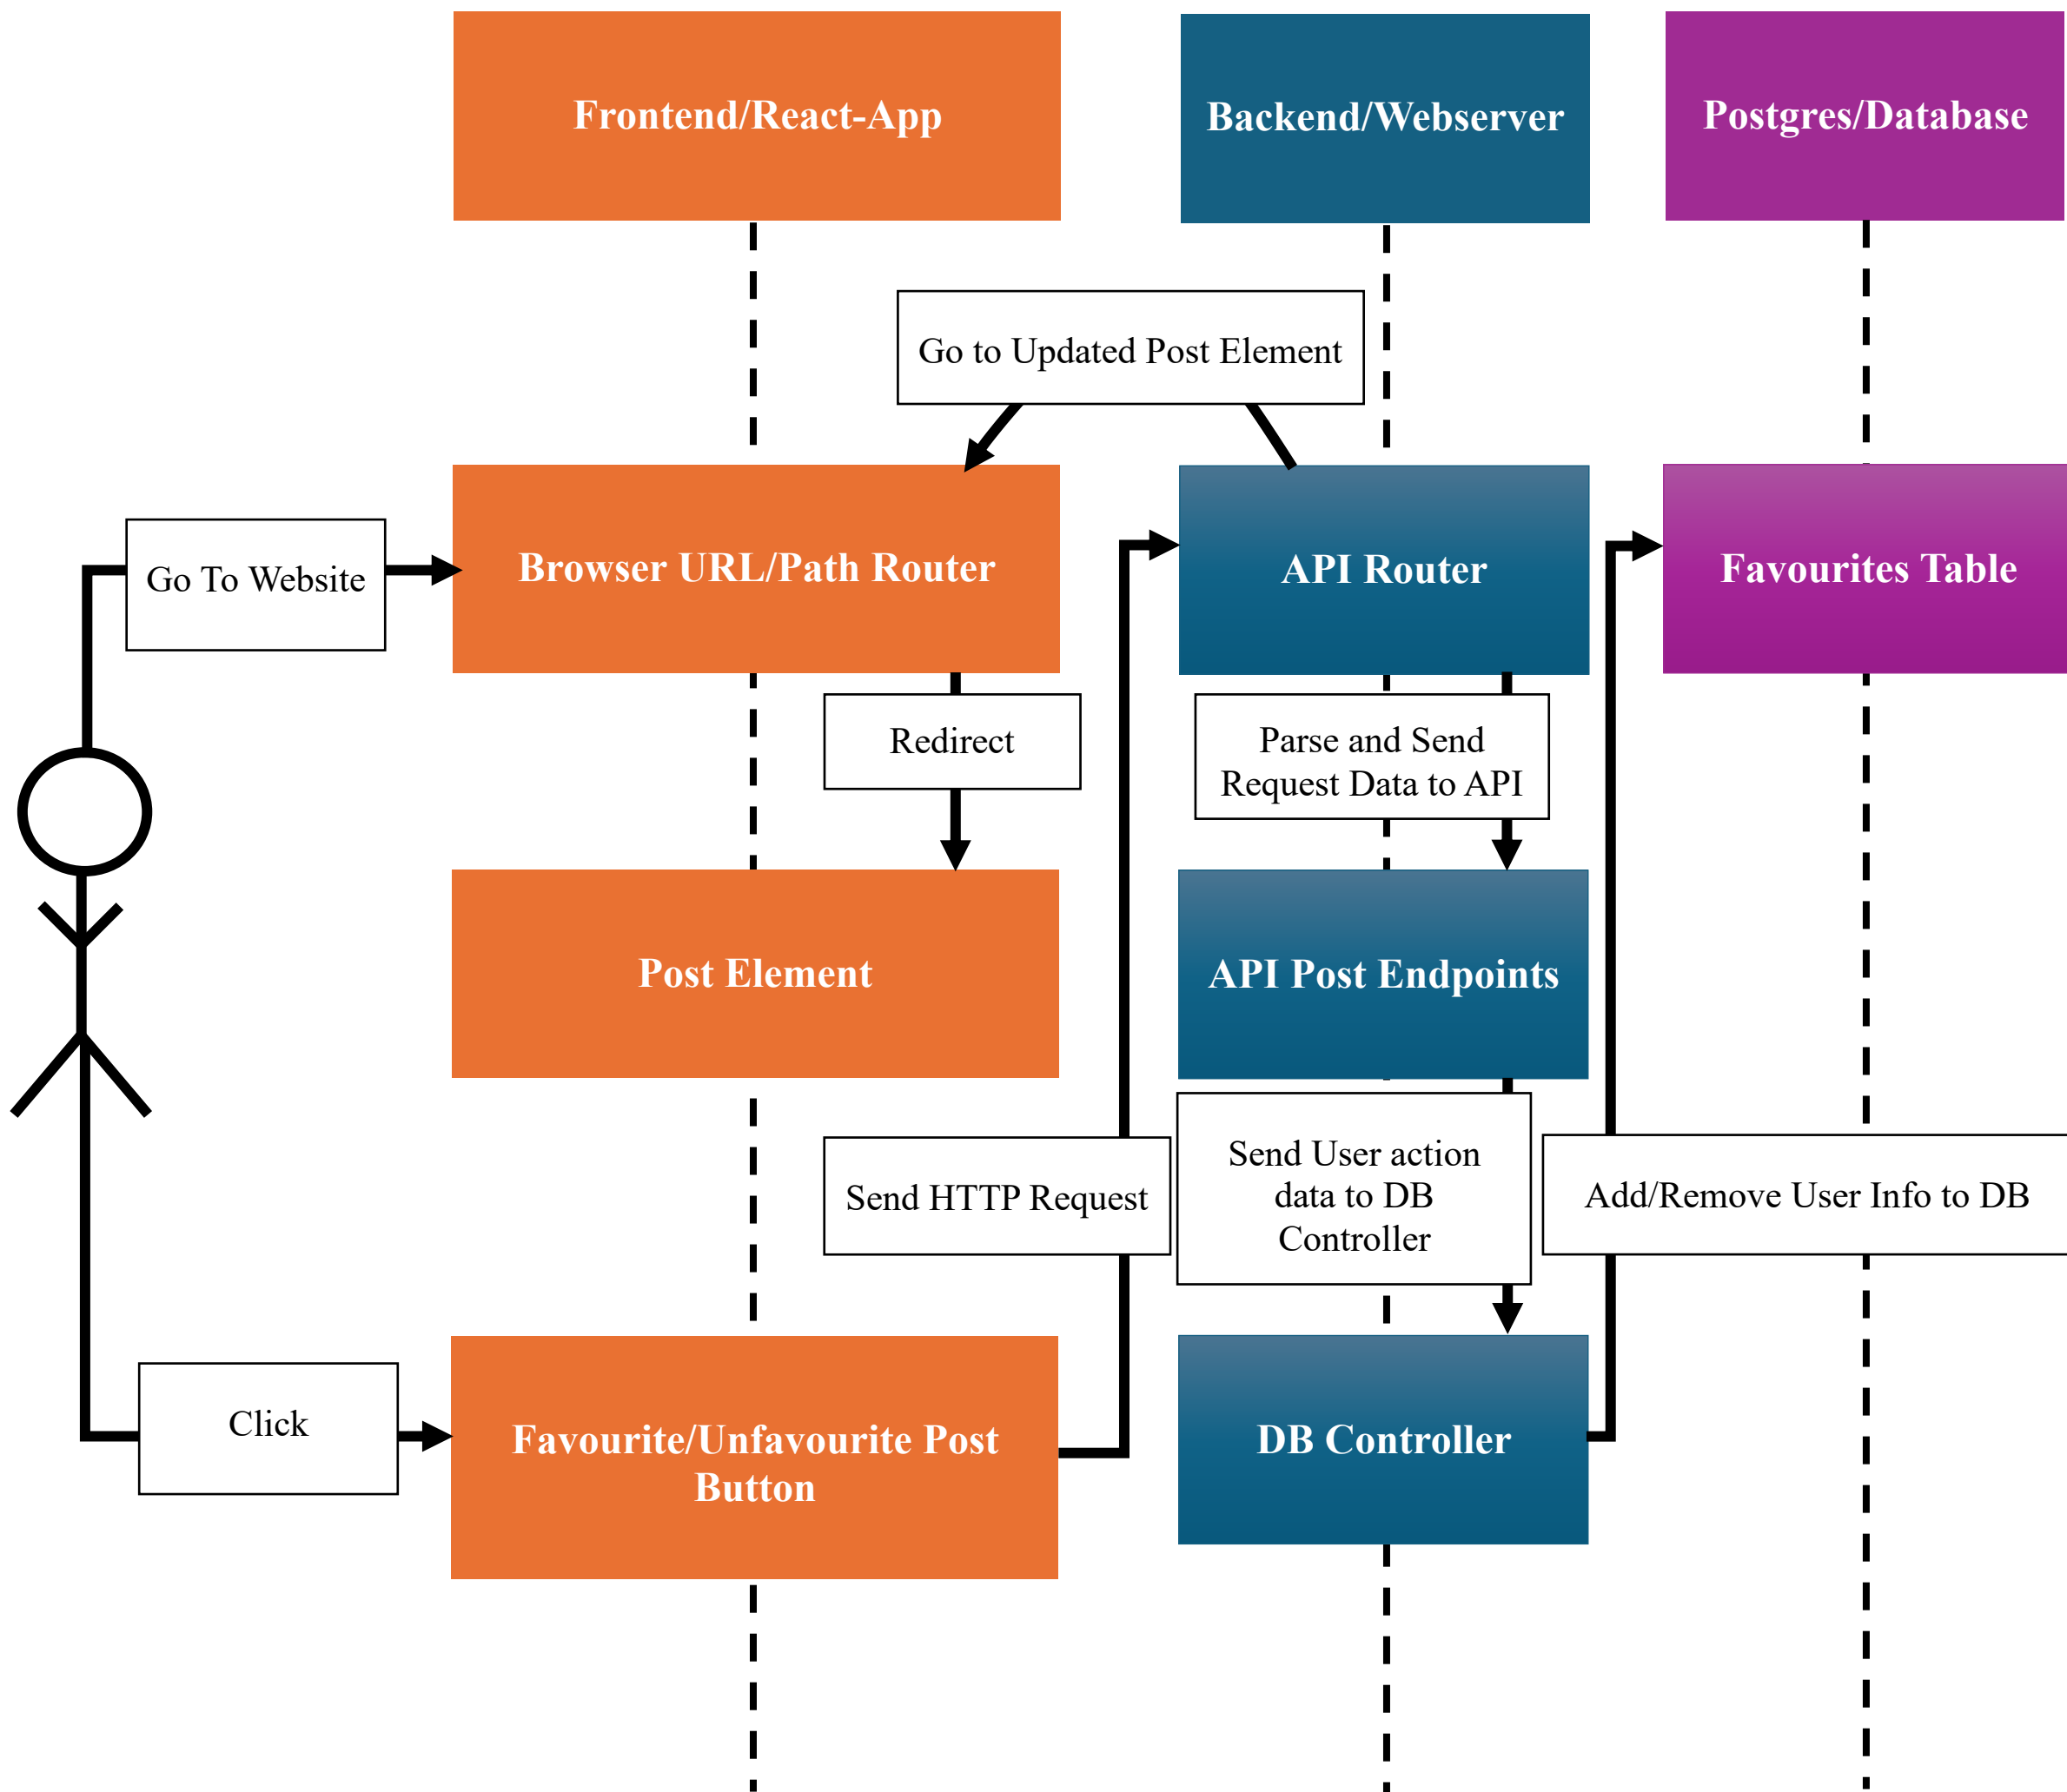 Frontend/React-App
Backend/Webserver
Postgres/Database
Go to Updated Post Element
Go To Website
Browser URL/Path Router
API Router
Favourites Table
Redirect
Parse and Send
Request Data to API
Post Element
API Post Endpoints
Send HTTP Request
Send User action
data to DB
Controller
Add/Remove User Info to DB
Click
Favourite/Unfavourite Post
Button
DB Controller